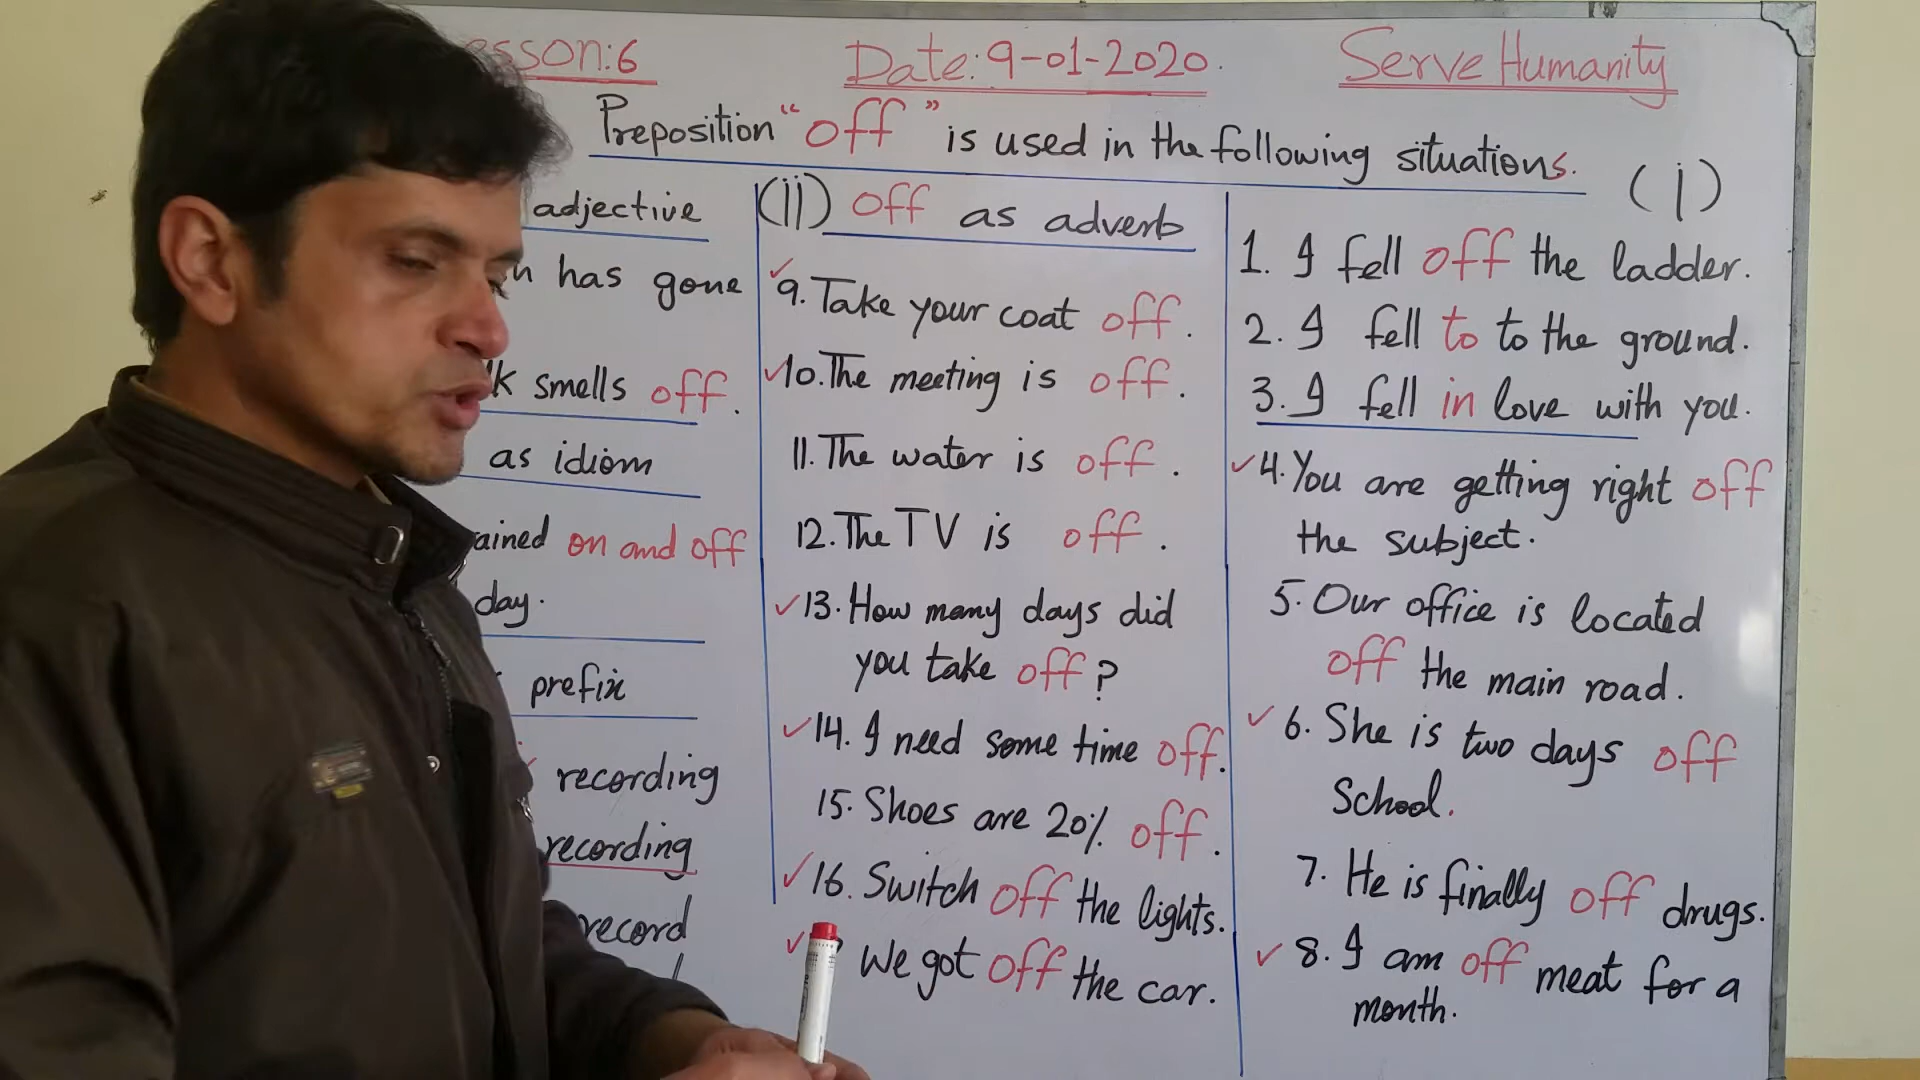 esson:6
Date: 9-01-2020.
Serve Humanity
Preposition "off" is used in the following situations.
adjective
has gone
smells off.
as idiom
ained on and off
day.
prefix
recording
recording
record
(ii) off as adverb
9. Take your coat off.
10. The meeting is off.
11. The water is off.
12. The TV is off.
13. How many days did
you take off?
14. I need some time off.
15. Shoes are 20% off.
16. Switch off the lights.
We got off the car.
(i)
1. I fell off the ladder.
2. I fell to to the ground.
3. I fell in love with you.
4. You are getting right off
the subject.
5. Our office is located
off the main road.
6. She is two days off
School.
7. He is finally off drugs.
8. I am off meat for a
month.